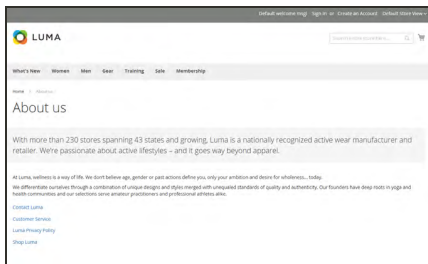 Default welcome msg! Sign In or Create an Account Default Store View
LUMA
Search entire store here...
What's New Women Men Gear Training Sale Membership
Home > About us
About us
With more than 230 stores spanning 43 states and growing, Luma is a nationally recognized active wear manufacturer and
retailer. We're passionate about active lifestyles – and it goes way beyond apparel.
At Luma, wellness is a way of life. We don't believe age, gender or past actions define you, only your ambition and desire for wholeness... today.
We differentiate ourselves through a combination of unique designs and styles merged with unequaled standards of quality and authenticity. Our founders have deep roots in yoga and
health communities and our selections serve amateur practitioners and professional athletes alike.
Contact Luma
Customer Service
Luma Privacy Policy
Shop Luma